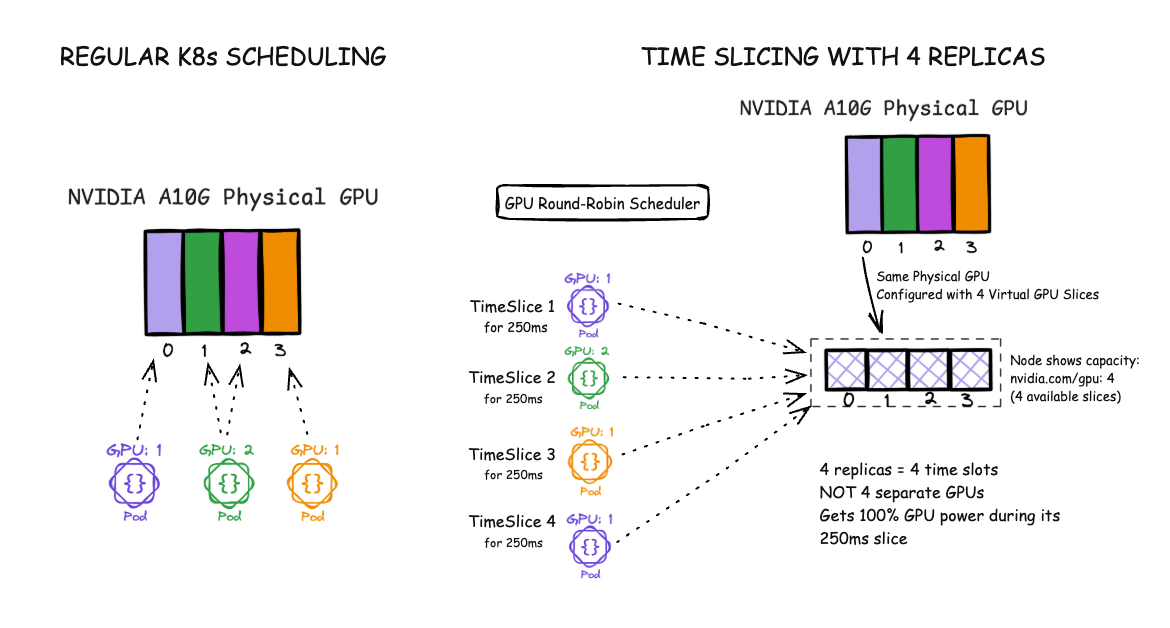 REGULAR K8s SCHEDULING
NVIDIA A10G Physical GPU
0 1 2 3
GPU: 1
Pod
GPU: 2
Pod
GPU: 1
Pod
TIME SLICING WITH 4 REPLICAS
NVIDIA A10G Physical GPU
0 1 2 3
Same Physical GPU
Configured with 4 Virtual GPU Slices
GPU Round-Robin Scheduler
TimeSlice 1
for 250ms
GPU: 1
Pod
TimeSlice 2
for 250ms
GPU: 2
Pod
TimeSlice 3
for 250ms
GPU: 1
Pod
TimeSlice 4
for 250ms
GPU: 1
Pod
0 1 2 3
Node shows capacity:
nvidia.com/gpu: 4
(4 available slices)
4 replicas = 4 time slots
NOT 4 separate GPUs
Gets 100% GPU power during its
250ms slice